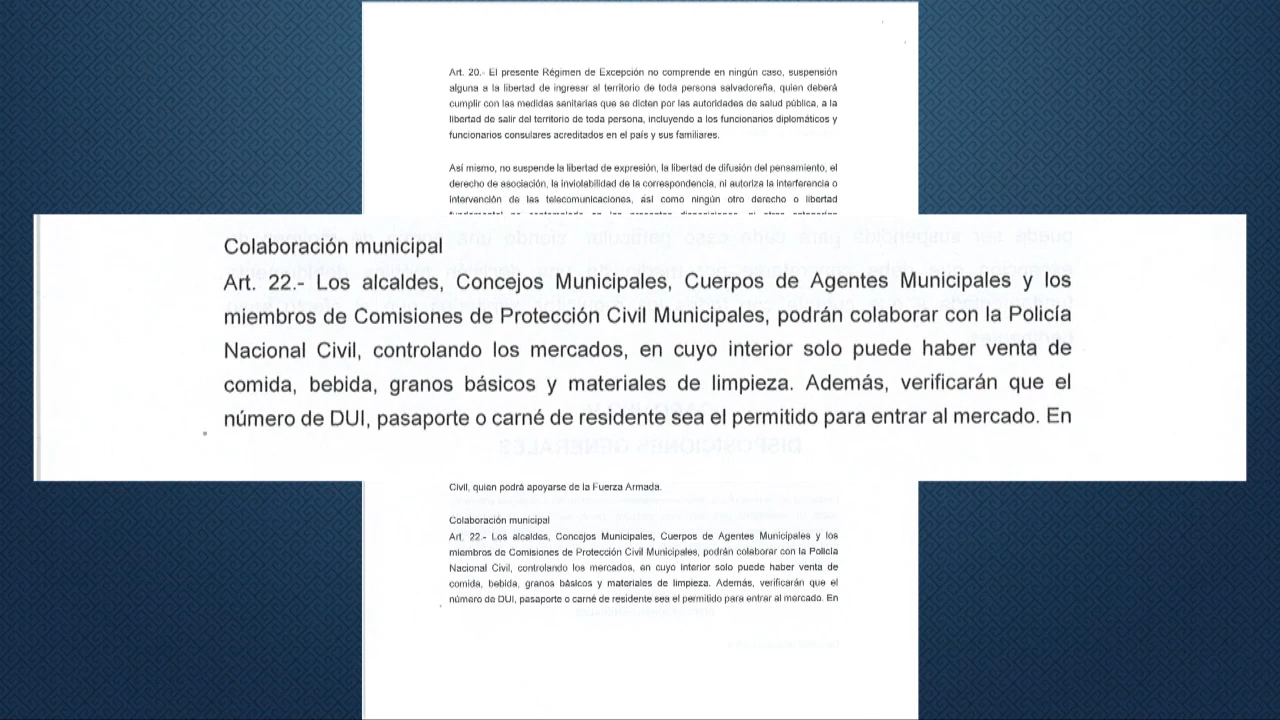 Art. 20.- El presente Régimen de Excepción no comprende en ningún caso, suspensión
alguna a la libertad de ingresar al territorio de toda persona salvadoreña, quien deberá
cumplir con las medidas sanitarias que se dicten por las autoridades de salud pública, a la
libertad de salir del territorio de toda persona, incluyendo a los funcionarios diplomáticos y
funcionarios consulares acreditados en el país y sus familiares.
Así mismo, no suspende la libertad de expresión, la libertad de difusión del pensamiento, el
derecho de asociación, la inviolabilidad de la correspondencia, ni autoriza la interferencia o
intervención de las telecomunicaciones, así como ningún otro derecho o libertad
Colaboración municipal
Art. 22.- Los alcaldes, Concejos Municipales, Cuerpos de Agentes Municipales y los
miembros de Comisiones de Protección Civil Municipales, podrán colaborar con la Policía
Nacional Civil, controlando los mercados, en cuyo interior solo puede haber venta de
comida, bebida, granos básicos y materiales de limpieza. Además, verificarán que el
número de DUI, pasaporte o carné de residente sea el permitido para entrar al mercado. En
Civil, quien podrá apoyarse de la Fuerza Armada.
Colaboración municipal
Art. 22.- Los alcaldes, Concejos Municipales, Cuerpos de Agentes Municipales y los
miembros de Comisiones de Protección Civil Municipales, podrán colaborar con la Policía
Nacional Civil, controlando los mercados, en cuyo interior solo puede haber venta de
comida, bebida, granos básicos y materiales de limpieza. Además, verificarán que el
número de DUI, pasaporte o carné de residente sea el permitido para entrar al mercado. En